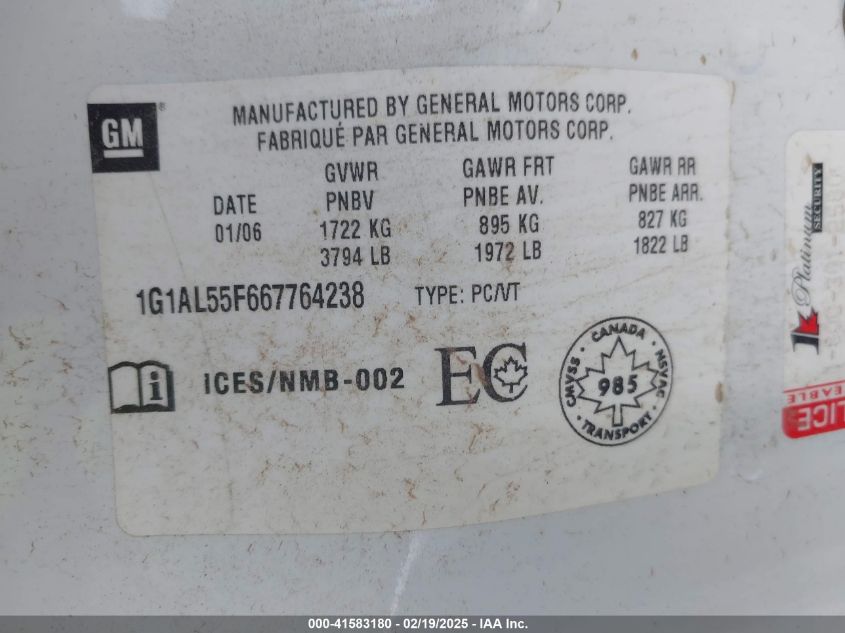 GM
MANUFACTURED BY GENERAL MOTORS CORP.
FABRIQUÉ PAR GENERAL MOTORS CORP.
GVWR GAWR FRT GAWR RR
DATE PNBV PNBE AV. PNBE ARR.
01/06 1722 KG 895 KG 827 KG
3794 LB 1972 LB 1822 LB
1G1AL55F667764238 TYPE: PC/VT
i ICES/NMB-002 EC
CANADA
CMVSS 985 NSVAC
TRANSPORT
Platinum
SECURITY
000-41583180 - 02/19/2025 - IAA Inc.